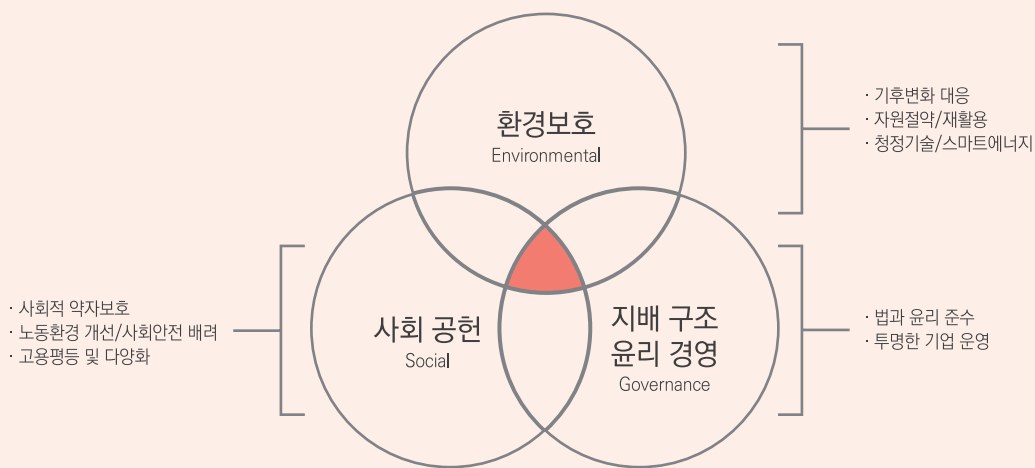 환경보호
Environmental
· 기후변화 대응
· 자원절약/재활용
· 청정기술/스마트에너지
· 사회적 약자보호
· 노동환경 개선/사회안전 배려
· 고용평등 및 다양화
사회 공헌
Social
지배 구조
윤리 경영
Governance
· 법과 윤리 준수
· 투명한 기업 운영